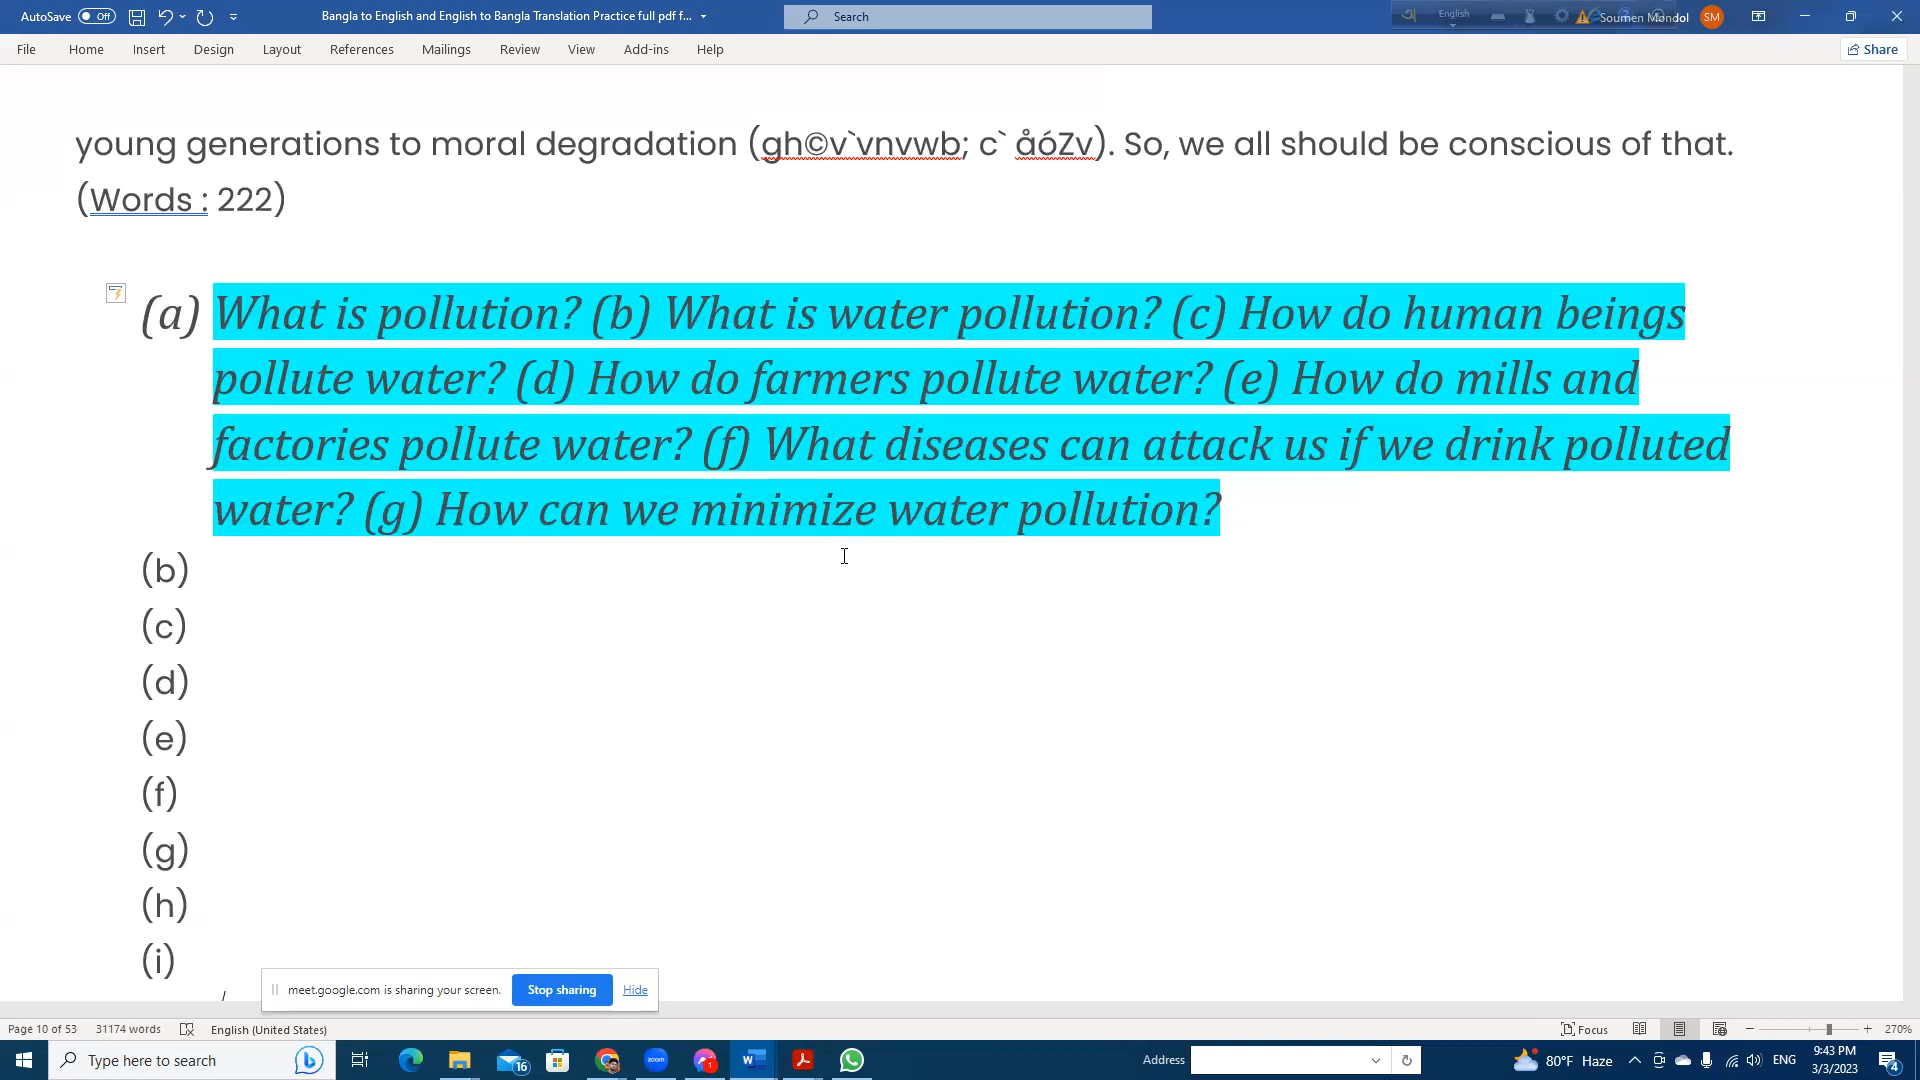 AutoSave Off Bangla to English and English to Bangla Translation Practice full pdf f... Search English Soumen Mondol SM
File Home Insert Design Layout References Mailings Review View Add-ins Help Share
young generations to moral degradation (gh©v`vnvwb; c` åóZv). So, we all should be conscious of that.
(Words : 222)
(a) What is pollution? (b) What is water pollution? (c) How do human beings
pollute water? (d) How do farmers pollute water? (e) How do mills and
factories pollute water? (f) What diseases can attack us if we drink polluted
water? (g) How can we minimize water pollution?
(b)
(c)
(d)
(e)
(f)
(g)
(h)
(i)
meet.google.com is sharing your screen. Stop sharing Hide
Page 10 of 53 31174 words English (United States) Focus 270%
Type here to search 16 zoom 1 Address 80°F Haze ENG 9:43 PM
3/3/2023 4